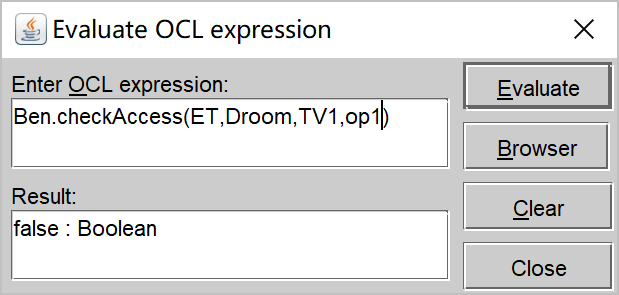 Evaluate OCL expression
Enter OCL expression:
Ben.checkAccess(ET,Droom,TV1,op1)
Result:
false : Boolean
Evaluate
Browser
Clear
Close